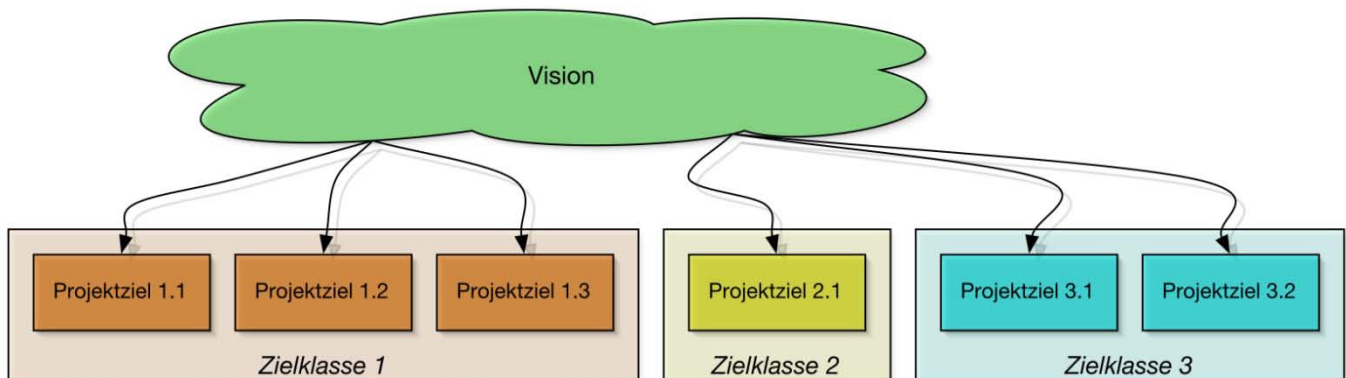 Vision
Projektziel 1.1
Projektziel 1.2
Projektziel 1.3
Projektziel 2.1
Projektziel 3.1
Projektziel 3.2
Zielklasse 1
Zielklasse 2
Zielklasse 3